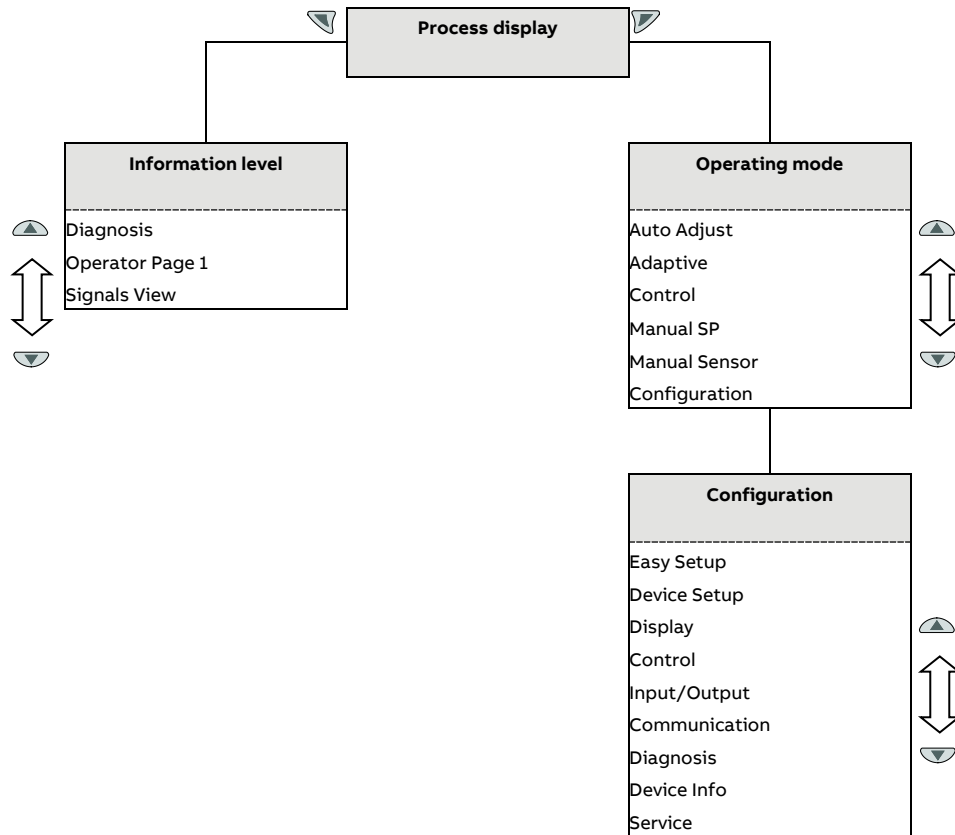 Process display
Information level
Diagnosis
Operator Page 1
Signals View
Operating mode
Auto Adjust
Adaptive
Control
Manual SP
Manual Sensor
Configuration
Configuration
Easy Setup
Device Setup
Display
Control
Input/Output
Communication
Diagnosis
Device Info
Service